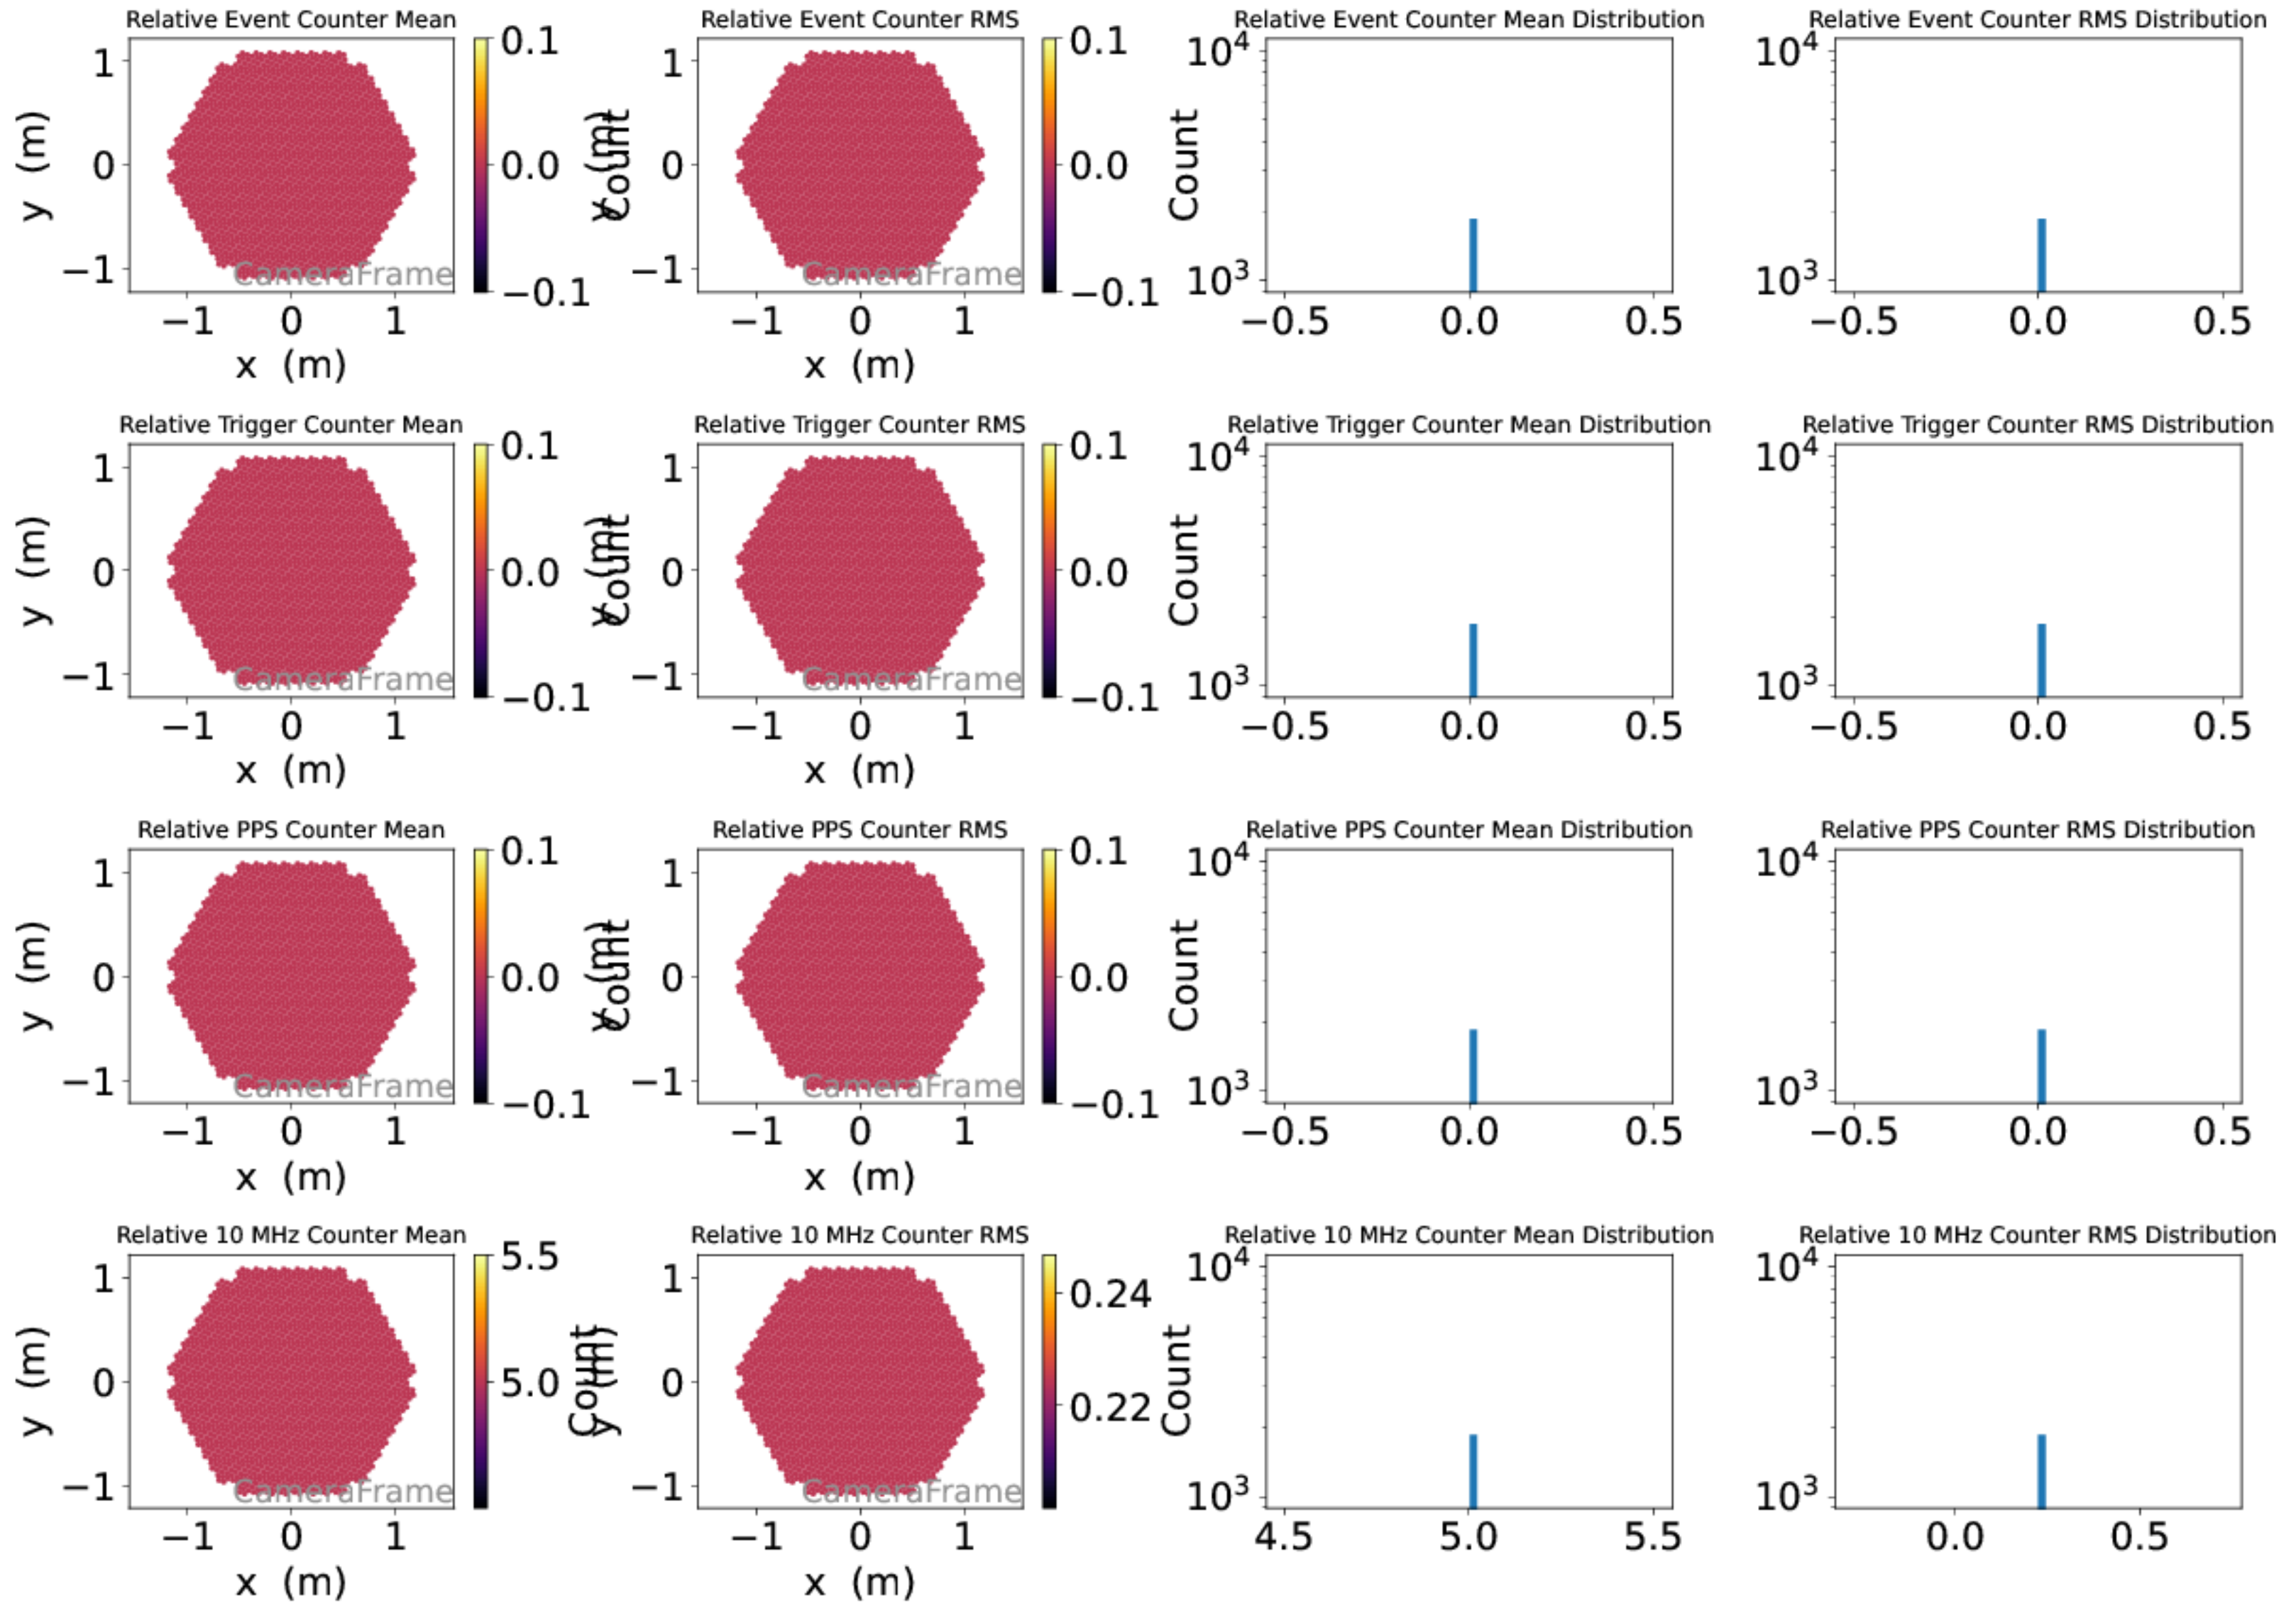 Relative Event Counter Mean
Relative Event Counter RMS
Relative Event Counter Mean Distribution
Relative Event Counter RMS Distribution
y (m)
1
0
−1
−1 0 1
x (m)
CameraFrame
0.1
0.0
−0.1
Count
y (m)
1
0
−1
−1 0 1
x (m)
CameraFrame
0.1
0.0
−0.1
Count
10⁴
10³
−0.5 0.0 0.5
10⁴
10³
−0.5 0.0 0.5
Relative Trigger Counter Mean
Relative Trigger Counter RMS
Relative Trigger Counter Mean Distribution
Relative Trigger Counter RMS Distribution
y (m)
1
0
−1
−1 0 1
x (m)
CameraFrame
0.1
0.0
−0.1
Count
y (m)
1
0
−1
−1 0 1
x (m)
CameraFrame
0.1
0.0
−0.1
Count
10⁴
10³
−0.5 0.0 0.5
10⁴
10³
−0.5 0.0 0.5
Relative PPS Counter Mean
Relative PPS Counter RMS
Relative PPS Counter Mean Distribution
Relative PPS Counter RMS Distribution
y (m)
1
0
−1
−1 0 1
x (m)
CameraFrame
0.1
0.0
−0.1
Count
y (m)
1
0
−1
−1 0 1
x (m)
CameraFrame
0.1
0.0
−0.1
Count
10⁴
10³
−0.5 0.0 0.5
10⁴
10³
−0.5 0.0 0.5
Relative 10 MHz Counter Mean
Relative 10 MHz Counter RMS
Relative 10 MHz Counter Mean Distribution
Relative 10 MHz Counter RMS Distribution
y (m)
1
0
−1
−1 0 1
x (m)
CameraFrame
5.5
5.0
Count
y (m)
1
0
−1
−1 0 1
x (m)
CameraFrame
0.24
0.22
Count
10⁴
10³
4.5 5.0 5.5
10⁴
10³
0.0 0.5